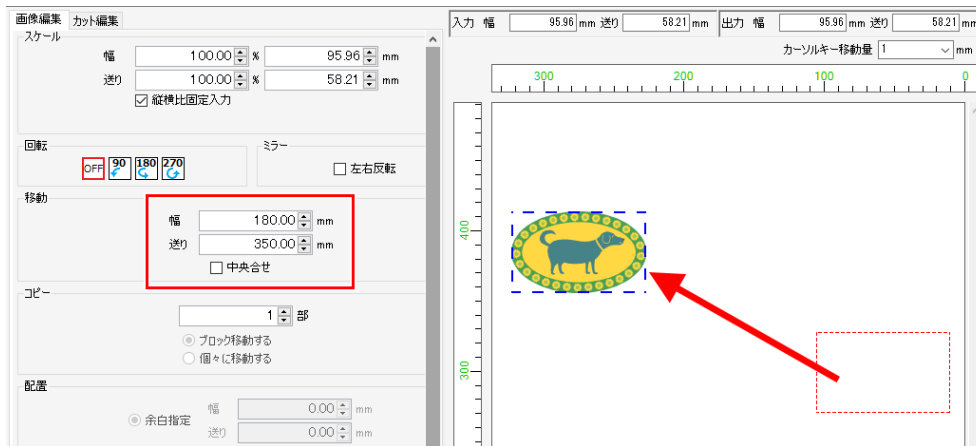 画像編集 カット編集
スケール
幅 100.00 % 95.96 mm
送り 100.00 % 58.21 mm
縦横比固定入力
回転
OFF 90 180 270
ミラー
左右反転
移動
幅 180.00 mm
送り 350.00 mm
中央合せ
コピー
1 部
ブロック移動する
個々に移動する
配置
余白指定
幅 0.00 mm
送り 0.00 mm
入力 幅 95.96 mm 送り 58.21 mm 出力 幅 95.96 mm 送り 58.21 mm
カーソルキー移動量 1 mm
300 200 100 0
400
300